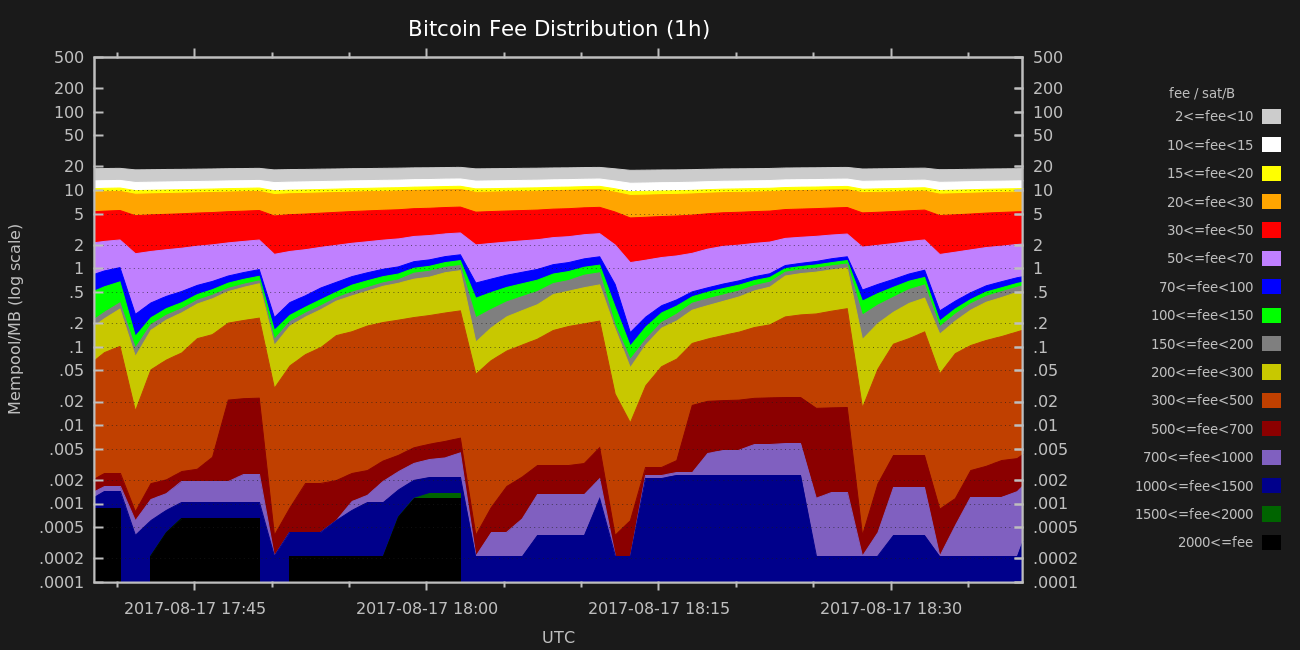 Bitcoin Fee Distribution (1h)
500 500
200 200
100 100
50 50
20 20
10 10
5 5
2 2
1 1
.5 .5
.2 .2
.1 .1
.05 .05
.02 .02
.01 .01
.005 .005
.002 .002
.001 .001
.0005 .0005
.0002 .0002
.0001 .0001
Mempool/MB (log scale)
2017-08-17 17:45 2017-08-17 18:00 2017-08-17 18:15 2017-08-17 18:30
UTC
fee / sat/B
2<=fee<10
10<=fee<15
15<=fee<20
20<=fee<30
30<=fee<50
50<=fee<70
70<=fee<100
100<=fee<150
150<=fee<200
200<=fee<300
300<=fee<500
500<=fee<700
700<=fee<1000
1000<=fee<1500
1500<=fee<2000
2000<=fee